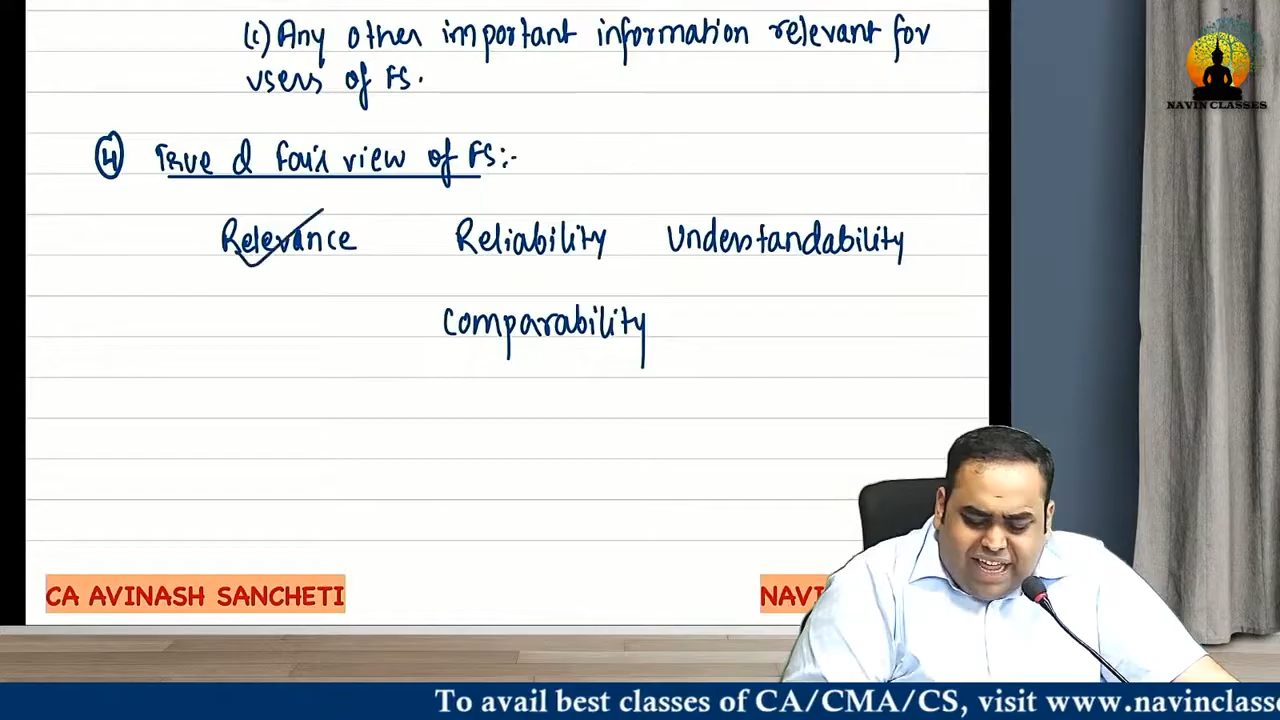 (c) Any other important information relevant for
users of FS.
NAVIN CLASSES
4 True & fair view of FS:-
Relevance Reliability Understandability
Comparability
CA AVINASH SANCHETI
NAVI
To avail best classes of CA/CMA/CS, visit www.navinclasse